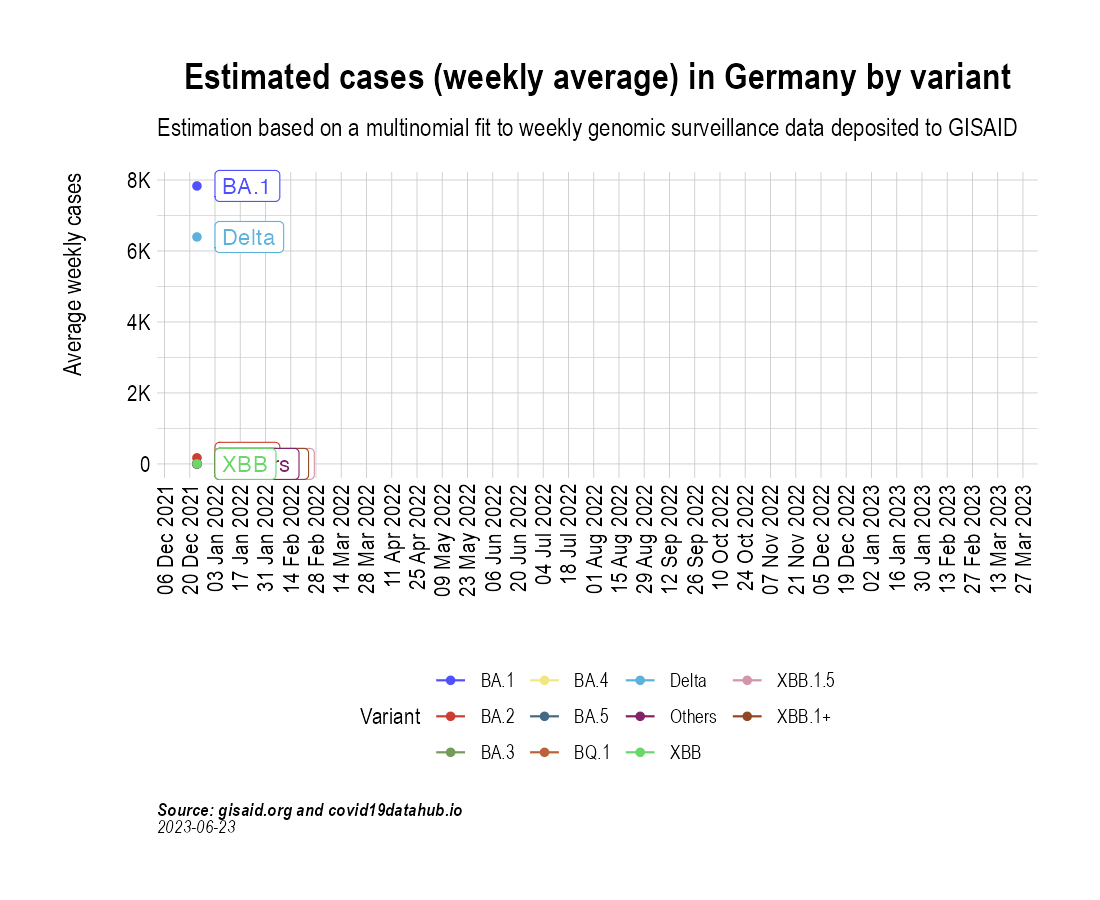 Estimated cases (weekly average) in Germany by variant
Estimation based on a multinomial fit to weekly genomic surveillance data deposited to GISAID
Average weekly cases
8K
6K
4K
2K
0
BA.1
Delta
XBB
rs
06 Dec 2021
20 Dec 2021
03 Jan 2022
17 Jan 2022
31 Jan 2022
14 Feb 2022
28 Feb 2022
14 Mar 2022
28 Mar 2022
11 Apr 2022
25 Apr 2022
09 May 2022
23 May 2022
06 Jun 2022
20 Jun 2022
04 Jul 2022
18 Jul 2022
01 Aug 2022
15 Aug 2022
29 Aug 2022
12 Sep 2022
26 Sep 2022
10 Oct 2022
24 Oct 2022
07 Nov 2022
21 Nov 2022
05 Dec 2022
19 Dec 2022
02 Jan 2023
16 Jan 2023
30 Jan 2023
13 Feb 2023
27 Feb 2023
13 Mar 2023
27 Mar 2023
Variant
BA.1
BA.2
BA.3
BA.4
BA.5
BQ.1
Delta
Others
XBB
XBB.1.5
XBB.1+
Source: gisaid.org and covid19datahub.io
2023-06-23